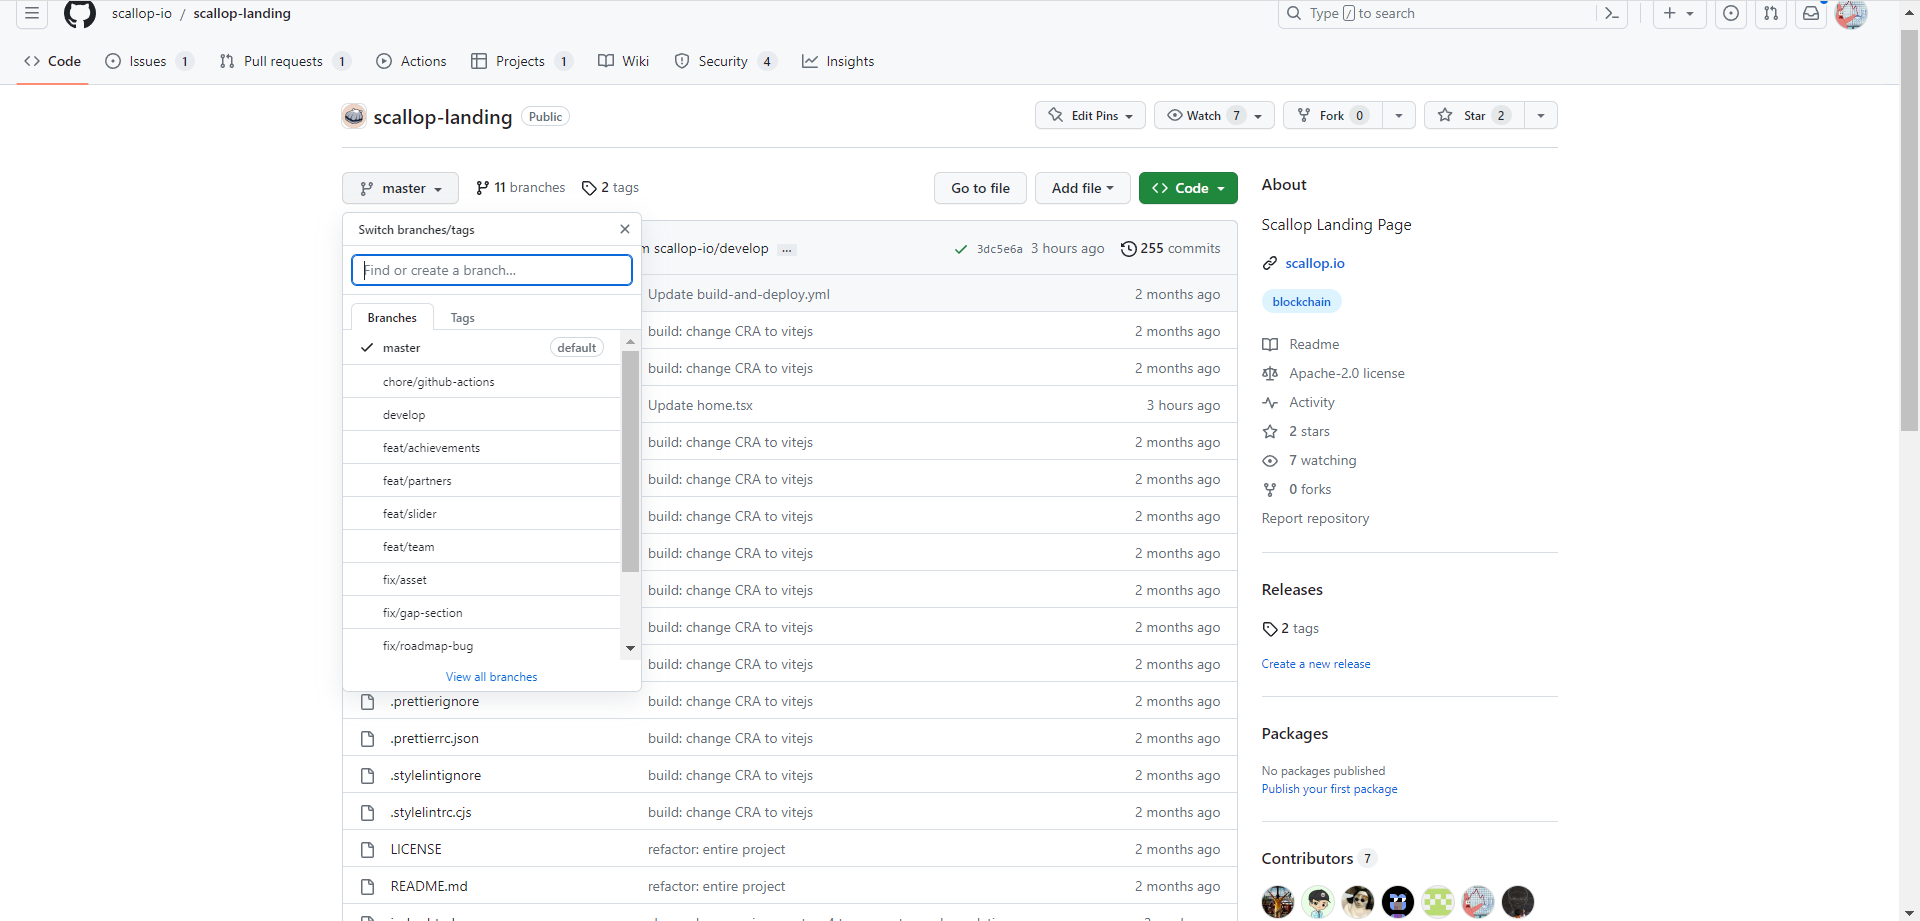 scallop-io / scallop-landing
Type / to search
Code
Issues 1
Pull requests 1
Actions
Projects 1
Wiki
Security 4
Insights
scallop-landing Public
Edit Pins
Watch 7
Fork 0
Star 2
master
11 branches
2 tags
Go to file
Add file
Code
Switch branches/tags
Find or create a branch...
Branches
Tags
master default
chore/github-actions
develop
feat/achievements
feat/partners
feat/slider
feat/team
fix/asset
fix/gap-section
fix/roadmap-bug
View all branches
scallop-io/develop ...
3dc5e6a 3 hours ago
255 commits
Update build-and-deploy.yml 2 months ago
build: change CRA to vitejs 2 months ago
build: change CRA to vitejs 2 months ago
Update home.tsx 3 hours ago
build: change CRA to vitejs 2 months ago
build: change CRA to vitejs 2 months ago
build: change CRA to vitejs 2 months ago
build: change CRA to vitejs 2 months ago
build: change CRA to vitejs 2 months ago
build: change CRA to vitejs 2 months ago
build: change CRA to vitejs 2 months ago
.prettierignore build: change CRA to vitejs 2 months ago
.prettierrc.json build: change CRA to vitejs 2 months ago
.stylelintignore build: change CRA to vitejs 2 months ago
.stylelintrc.cjs build: change CRA to vitejs 2 months ago
LICENSE refactor: entire project 2 months ago
README.md refactor: entire project 2 months ago
About
Scallop Landing Page
scallop.io
blockchain
Readme
Apache-2.0 license
Activity
2 stars
7 watching
0 forks
Report repository
Releases
2 tags
Create a new release
Packages
No packages published
Publish your first package
Contributors 7